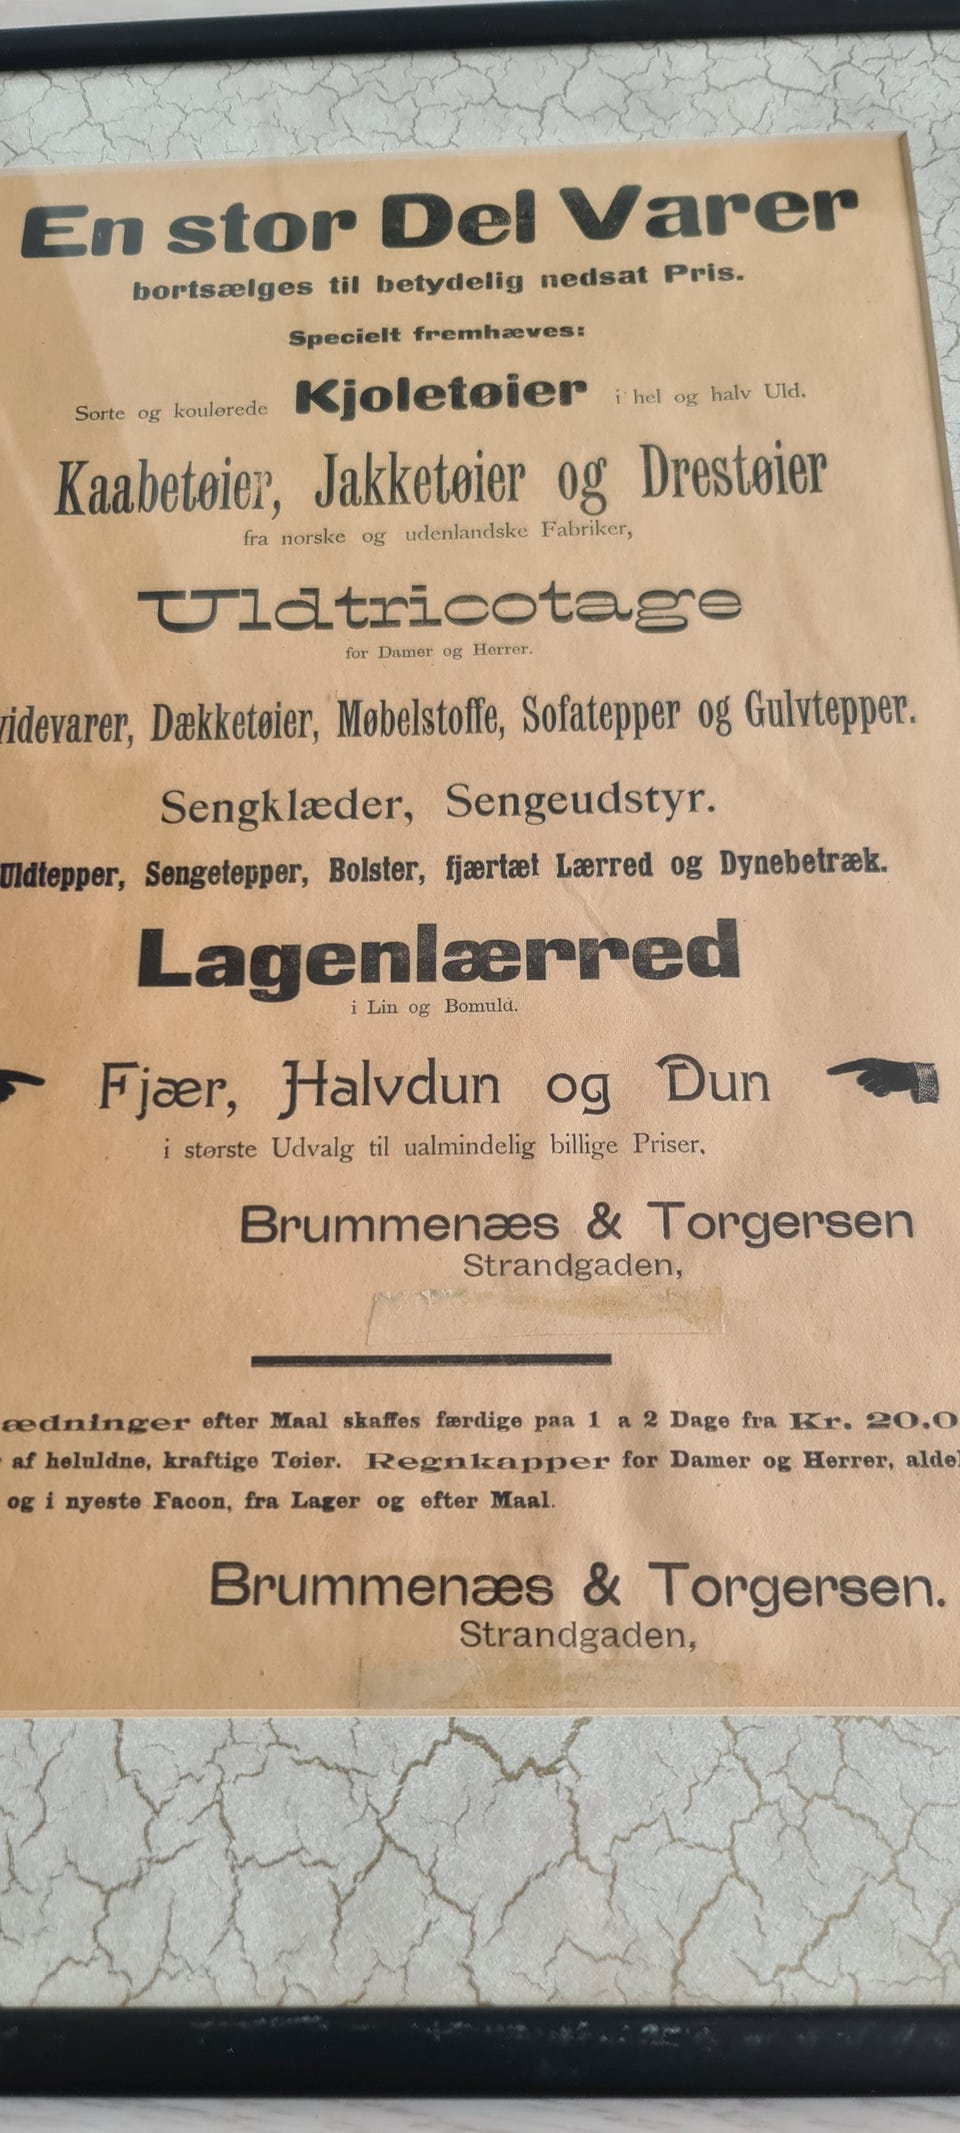 En stor Del Varer
bortsælges til betydelig nedsat Pris.
Specielt fremhæves:
Sorte og koulørede Kjoletøier i hel og halv Uld.
Kaabetøier, Jakketøier og Drestøier
fra norske og udenlandske Fabriker,
Uldtricotage
for Damer og Herrer.
videvarer, Dækketøier, Møbelstoffe, Sofatepper og Gulvtepper.
Sengklæder, Sengeudstyr.
Uldtepper, Sengetepper, Bolster, fjærtæt Lærred og Dynebetræk.
Lagenlærred
i Lin og Bomuld.
Fjær, Halvdun og Dun
i største Udvalg til ualmindelig billige Priser.
Brummenæs & Torgersen
Strandgaden,
ædninger efter Maal skaffes færdige paa 1 a 2 Dage fra Kr. 20.0
af heluldne, kraftige Tøier. Regnkapper for Damer og Herrer, alde
og i nyeste Facon, fra Lager og efter Maal.
Brummenæs & Torgersen.
Strandgaden,